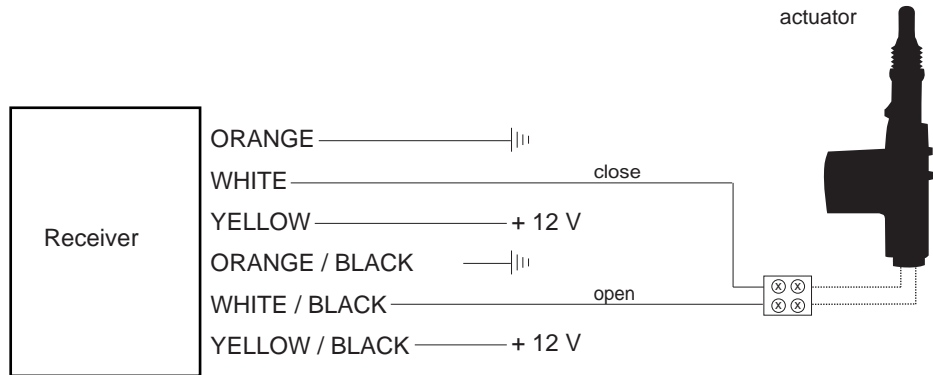 actuator
ORANGE
WHITE
close
YELLOW
+ 12 V
Receiver
ORANGE / BLACK
WHITE / BLACK
open
YELLOW / BLACK
+ 12 V
x x
x x